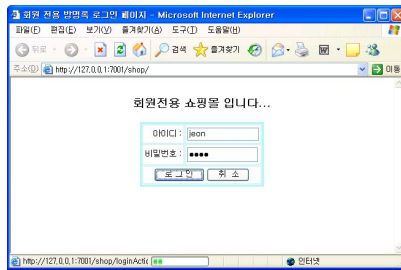 회원 전용 방명록 로그인 페이지 - Microsoft Internet Explorer
파일(F) 편집(E) 보기(V) 즐겨찾기(A) 도구(T) 도움말(H)
뒤로 검색 즐겨찾기
주소(D) http://127.0.0.1:7001/shop/ 이동
회원전용 쇼핑몰 입니다...
아이디 : jeon
비밀번호 : ●●●●
로그인 취 소
http://127.0.0.1:7001/shop/loginActic 인터넷